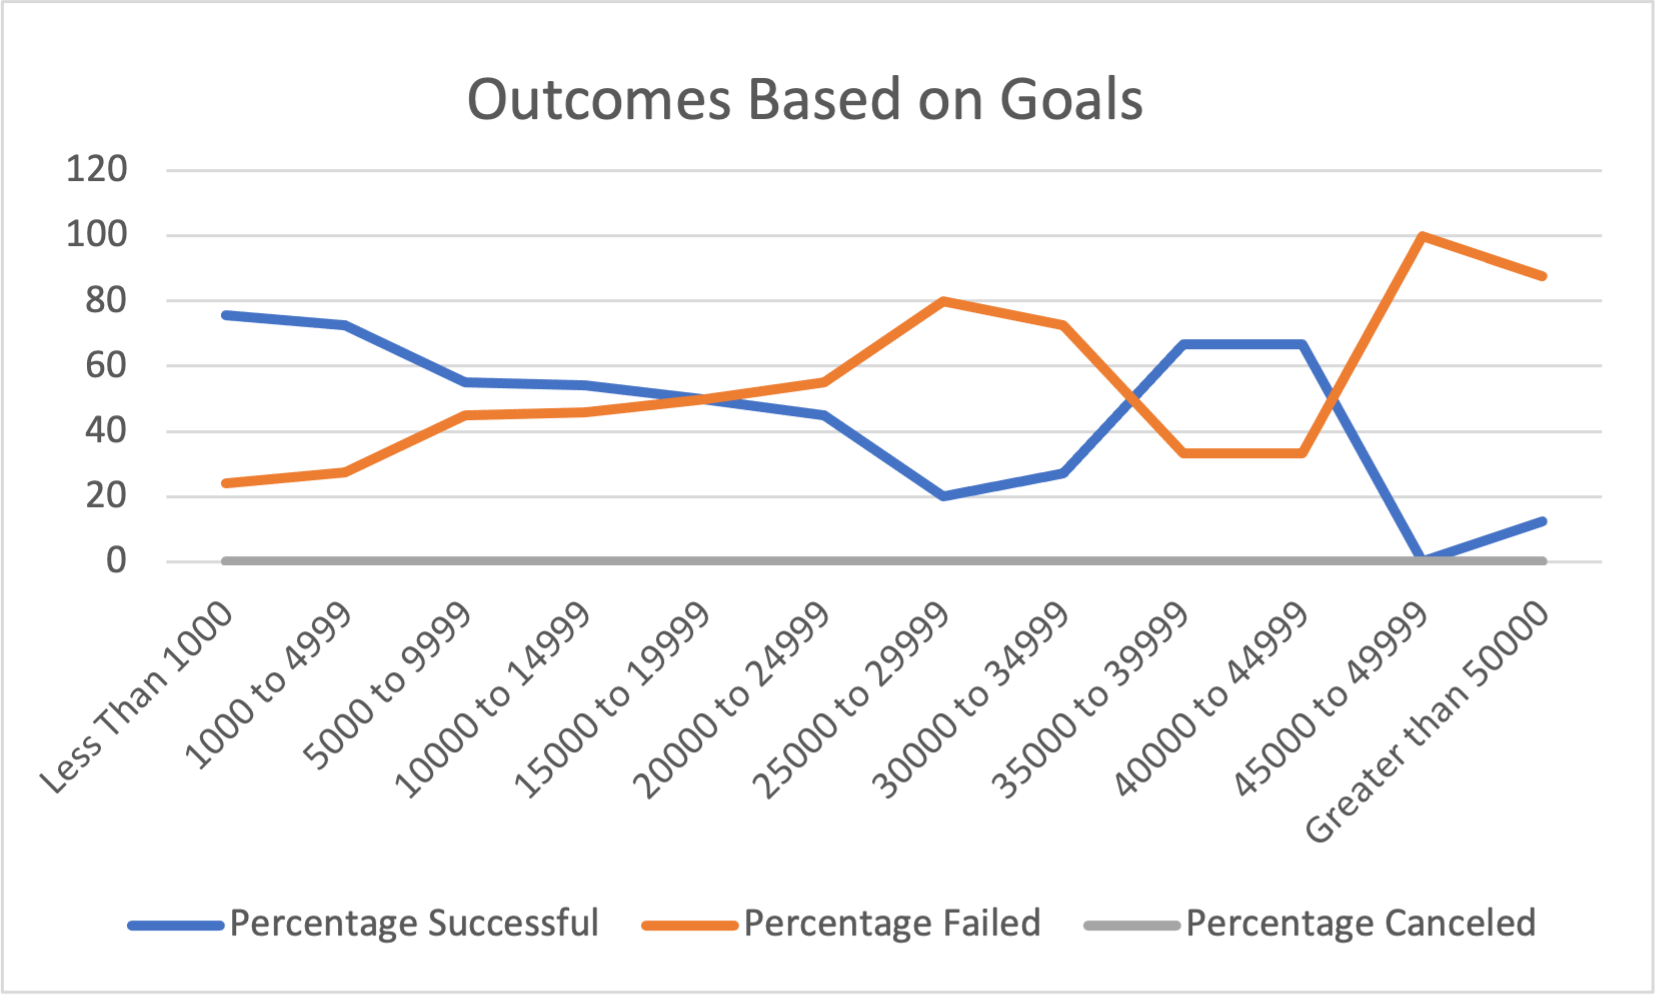 Outcomes Based on Goals
120
100
80
60
40
20
0
Less Than 1000
1000 to 4999
5000 to 9999
10000 to 14999
15000 to 19999
20000 to 24999
25000 to 29999
30000 to 34999
35000 to 39999
40000 to 44999
45000 to 49999
Greater than 50000
Percentage Successful
Percentage Failed
Percentage Canceled